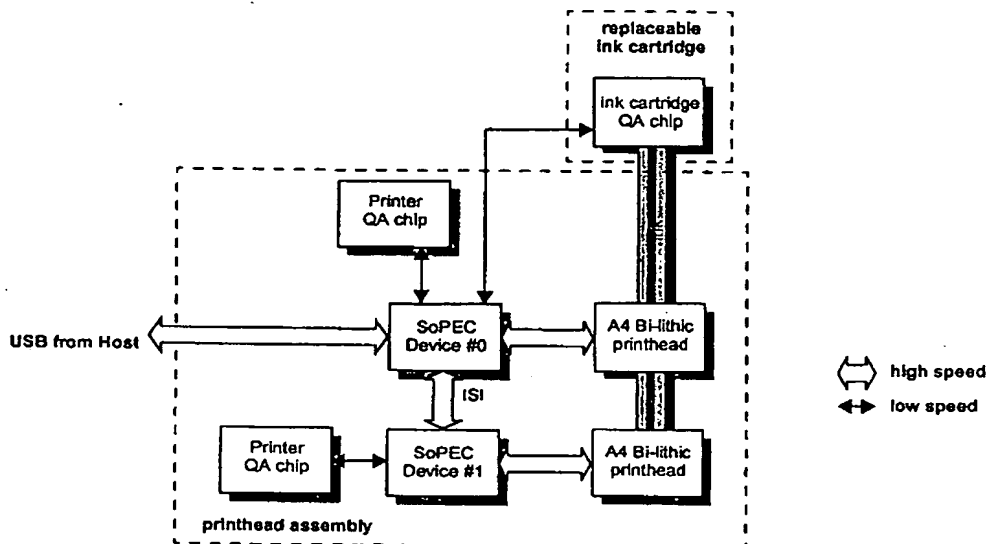 replaceable
ink cartridge
ink cartridge
QA chip
Printer
QA chip
USB from Host
SoPEC
Device #0
A4 Bi-lithic
printhead
high speed
low speed
ISI
Printer
QA chip
SoPEC
Device #1
A4 Bi-lithic
printhead
printhead assembly